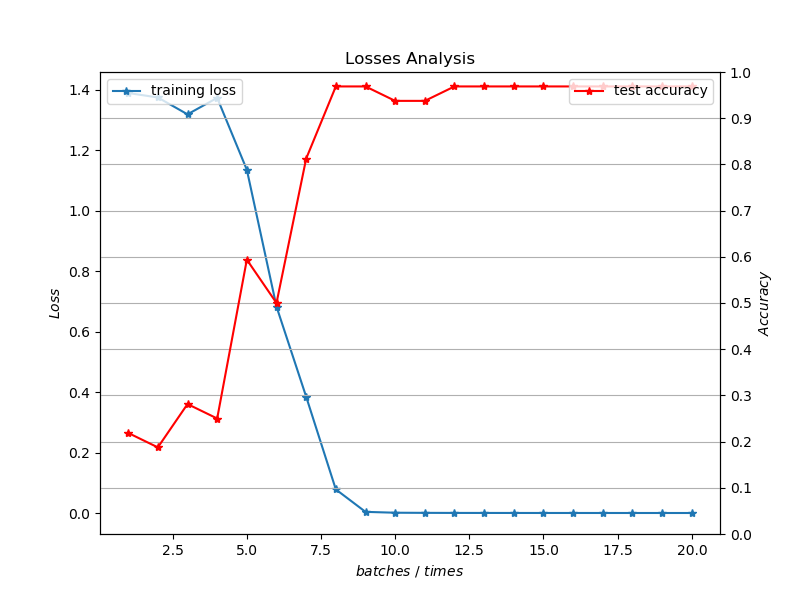 Losses Analysis
training loss
test accuracy
1.4
1.2
1.0
0.8
0.6
0.4
0.2
0.0
Loss
1.0
0.9
0.8
0.7
0.6
0.5
0.4
0.3
0.2
0.1
0.0
Accuracy
2.5 5.0 7.5 10.0 12.5 15.0 17.5 20.0
batches / times